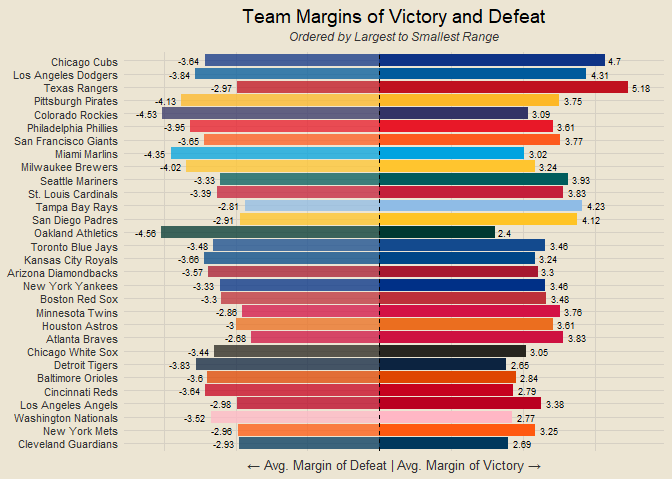 Team Margins of Victory and Defeat
Ordered by Largest to Smallest Range
Chicago Cubs -3.64 4.7
Los Angeles Dodgers -3.84 4.31
Texas Rangers -2.97 5.18
Pittsburgh Pirates -4.13 3.75
Colorado Rockies -4.53 3.09
Philadelphia Phillies -3.95 3.61
San Francisco Giants -3.65 3.77
Miami Marlins -4.35 3.02
Milwaukee Brewers -4.02 3.24
Seattle Mariners -3.33 3.93
St. Louis Cardinals -3.39 3.83
Tampa Bay Rays -2.81 4.23
San Diego Padres -2.91 4.12
Oakland Athletics -4.56 2.4
Toronto Blue Jays -3.48 3.46
Kansas City Royals -3.66 3.24
Arizona Diamondbacks -3.57 3.3
New York Yankees -3.33 3.46
Boston Red Sox -3.3 3.48
Minnesota Twins -2.86 3.76
Houston Astros -3 3.61
Atlanta Braves -2.68 3.83
Chicago White Sox -3.44 3.05
Detroit Tigers -3.83 2.65
Baltimore Orioles -3.6 2.84
Cincinnati Reds -3.64 2.79
Los Angeles Angels -2.98 3.38
Washington Nationals -3.52 2.77
New York Mets -2.96 3.25
Cleveland Guardians -2.93 2.69
← Avg. Margin of Defeat | Avg. Margin of Victory →